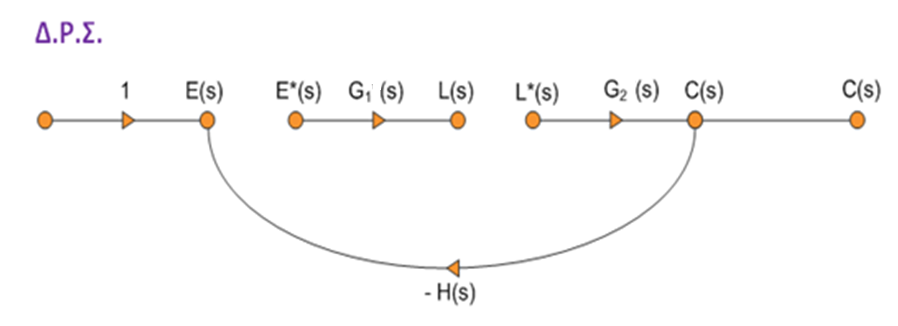 Δ.Ρ.Σ.
1 E(s) E*(s) G₁ (s) L(s) L*(s) G₂ (s) C(s) C(s)
- H(s)